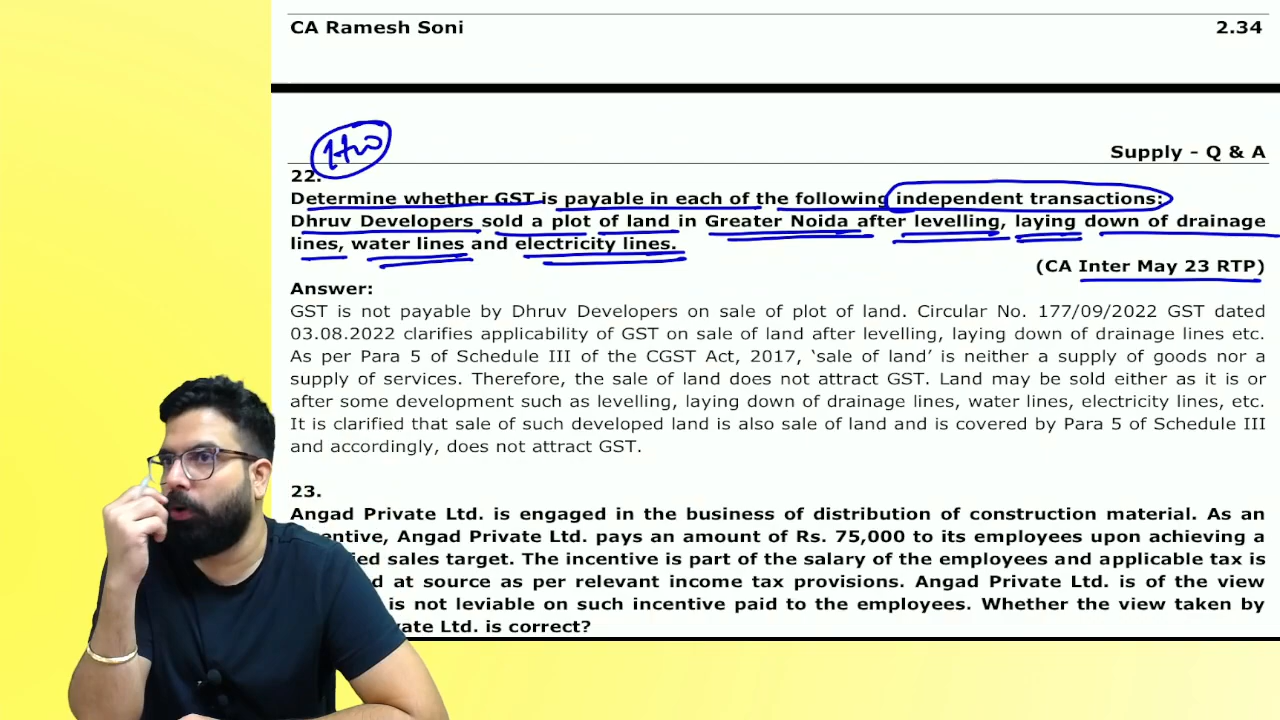 CA Ramesh Soni 2.34
HW
Supply - Q & A
22.
Determine whether GST is payable in each of the following independent transactions:
Dhruv Developers sold a plot of land in Greater Noida after levelling, laying down of drainage
lines, water lines and electricity lines.
(CA Inter May 23 RTP)
Answer:
GST is not payable by Dhruv Developers on sale of plot of land. Circular No. 177/09/2022 GST dated
03.08.2022 clarifies applicability of GST on sale of land after levelling, laying down of drainage lines etc.
As per Para 5 of Schedule III of the CGST Act, 2017, ‘sale of land’ is neither a supply of goods nor a
supply of services. Therefore, the sale of land does not attract GST. Land may be sold either as it is or
after some development such as levelling, laying down of drainage lines, water lines, electricity lines, etc.
It is clarified that sale of such developed land is also sale of land and is covered by Para 5 of Schedule III
and accordingly, does not attract GST.
23.
Angad Private Ltd. is engaged in the business of distribution of construction material. As an
Angad Private Ltd. pays an amount of Rs. 75,000 to its employees upon achieving a
sales target. The incentive is part of the salary of the employees and applicable tax is
at source as per relevant income tax provisions. Angad Private Ltd. is of the view
is not leviable on such incentive paid to the employees. Whether the view taken by
Ltd. is correct?